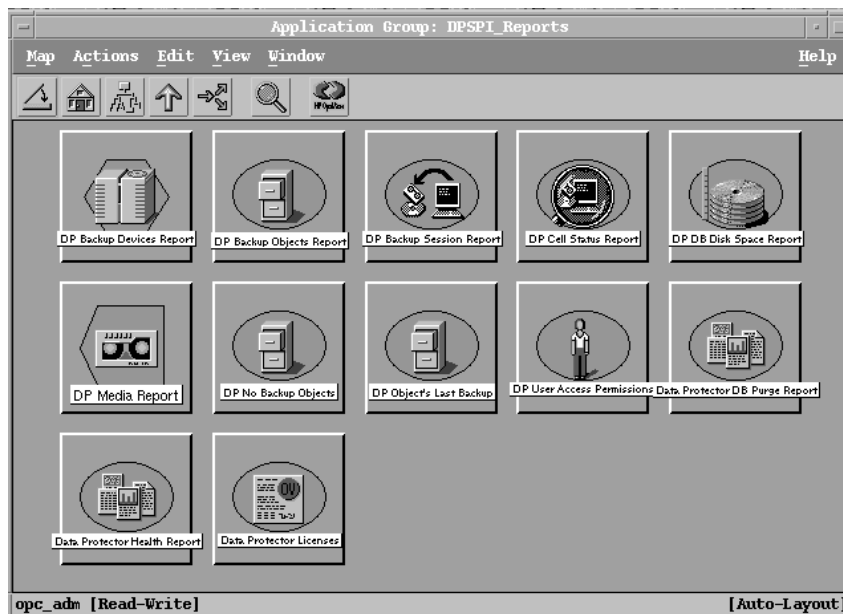 Application Group: DPSPI_Reports
Map Actions Edit View Window Help
HP OpenView
DP Backup Devices Report
DP Backup Objects Report
DP Backup Session Report
DP Cell Status Report
DP DB Disk Space Report
DP Media Report
DP No Backup Objects
DP Object's Last Backup
DP User Access Permissions
Data Protector DB Purge Report
OV
Data Protector Health Report
Data Protector Licenses
opc_adm [Read-Write] [Auto-Layout]